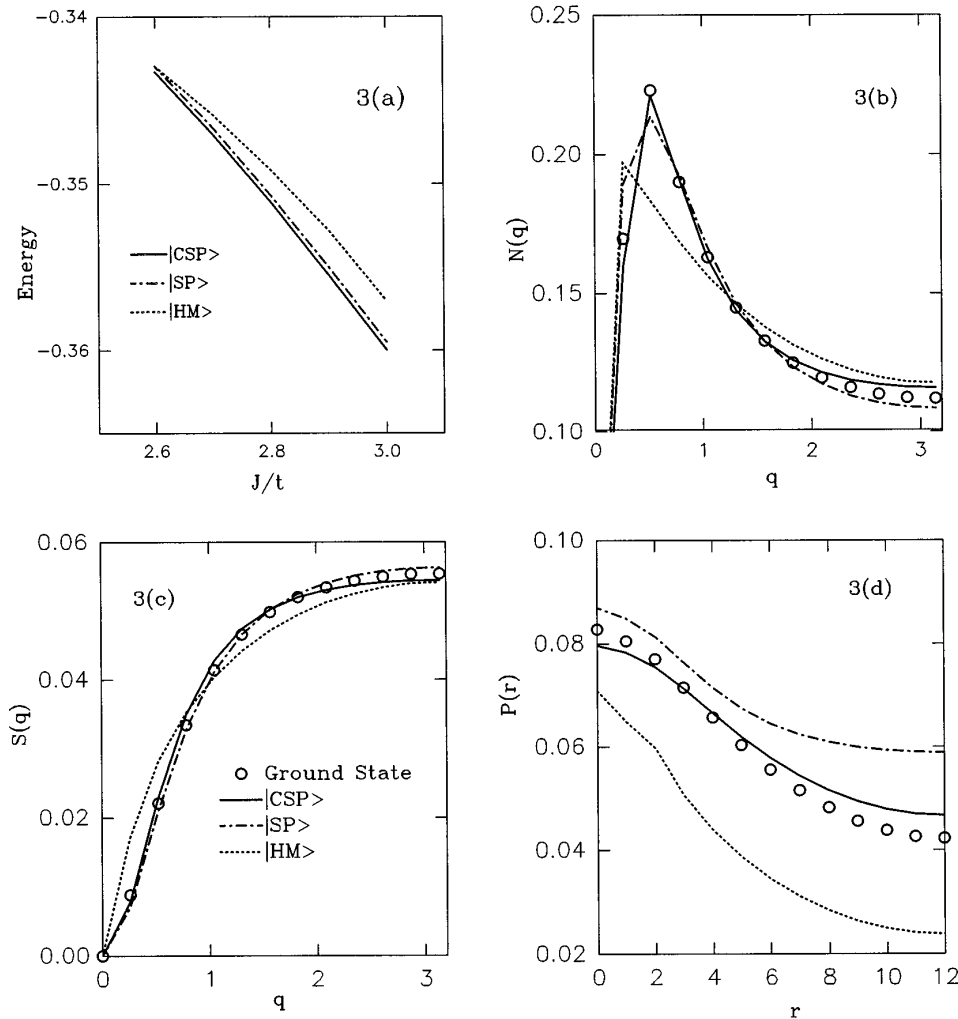 −0.34
−0.35
−0.36
2.6
2.8
3.0
J/t
Energy
3(a)
|CSP>
|SP>
|HM>
0.25
0.20
0.15
0.10
0
1
2
3
q
N(q)
3(b)
0.06
0.04
0.02
0.00
0
1
2
3
q
S(q)
3(c)
Ground State
|CSP>
|SP>
|HM>
0.10
0.08
0.06
0.04
0.02
0
2
4
6
8
10
12
r
P(r)
3(d)